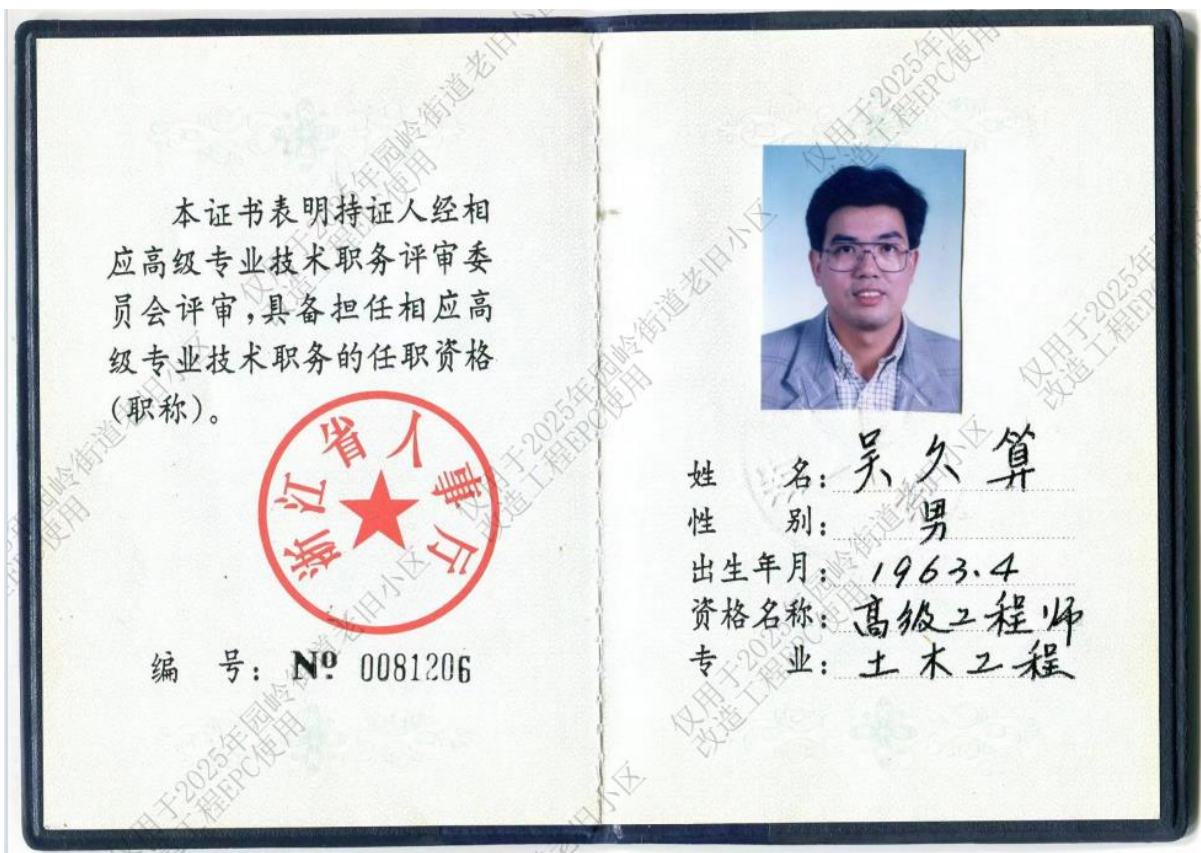 本证书表明持证人经相
应高级专业技术职务评审委
员会评审,具备担任相应高
级专业技术职务的任职资格
(职称)。
浙江省人事厅
编 号: Nº 0081206
姓 名: 吴久算
性 别: 男
出生年月: 1963.4
资格名称: 高级工程师
专 业: 土木工程
仅用于2025年园岭街道老旧小区
改造工程EPC使用